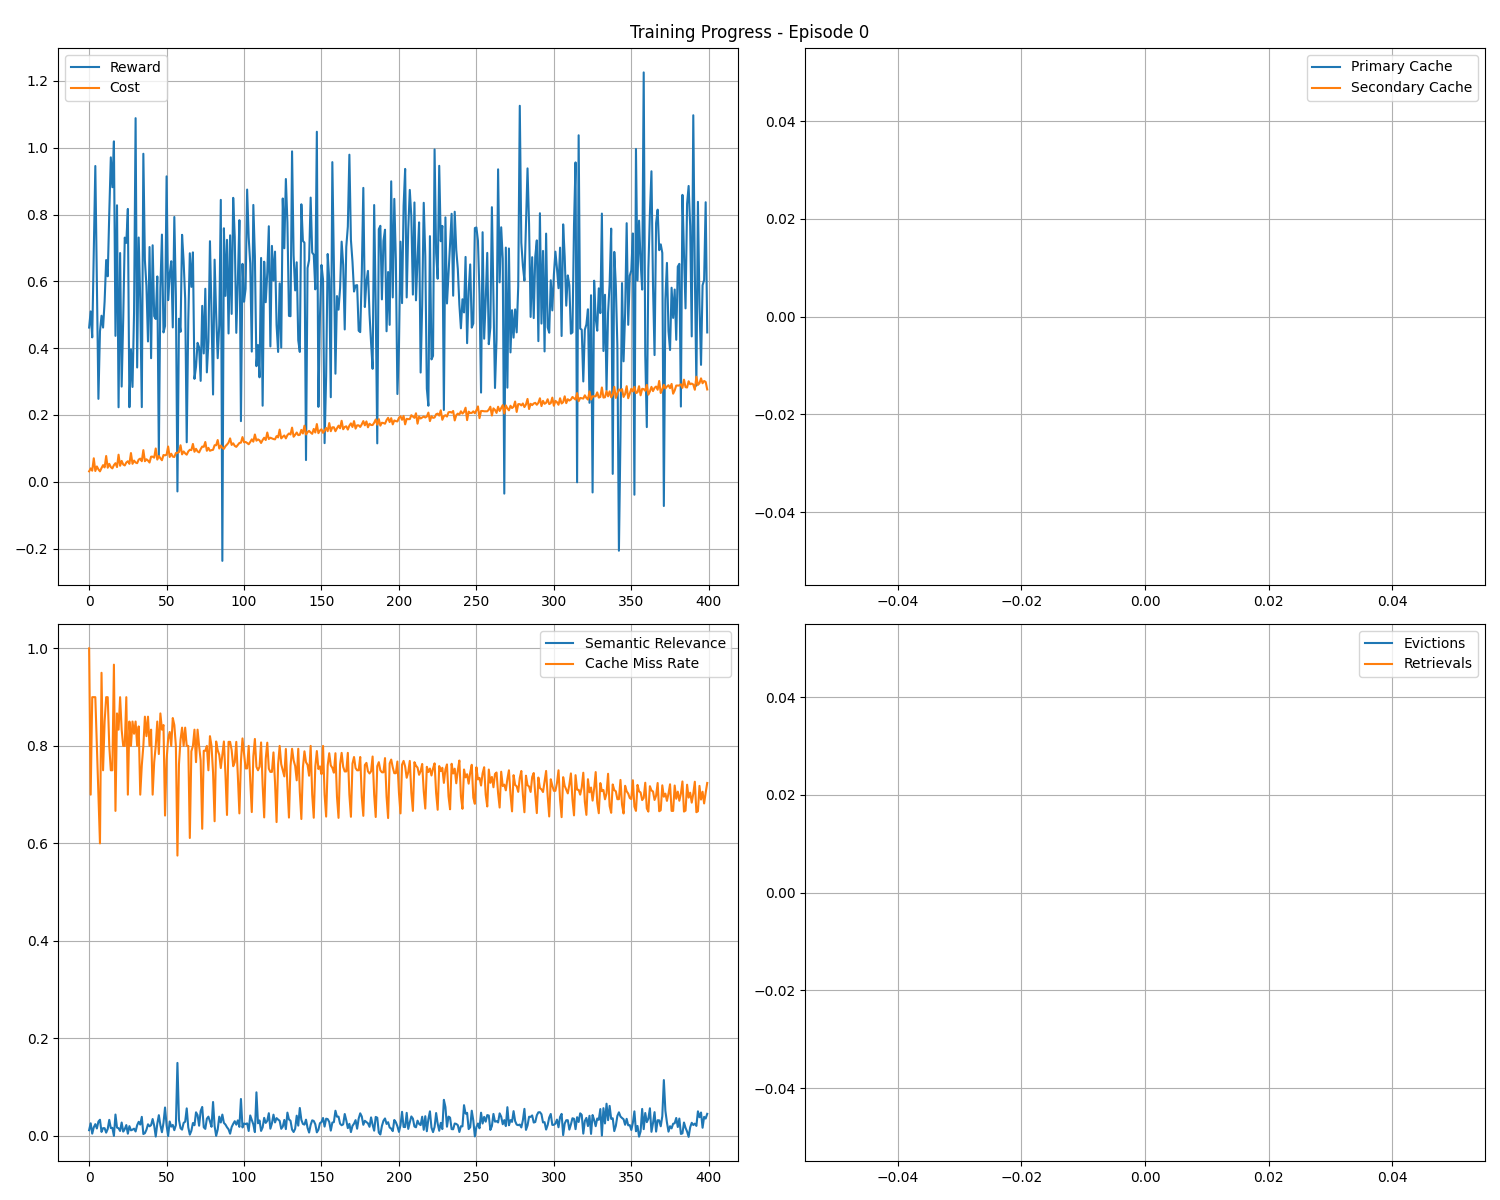 Training Progress - Episode 0
Reward
Cost
1.2
1.0
0.8
0.6
0.4
0.2
0.0
−0.2
0 50 100 150 200 250 300 350 400
Primary Cache
Secondary Cache
0.04
0.02
0.00
−0.02
−0.04
−0.04 −0.02 0.00 0.02 0.04
Semantic Relevance
Cache Miss Rate
1.0
0.8
0.6
0.4
0.2
0.0
0 50 100 150 200 250 300 350 400
Evictions
Retrievals
0.04
0.02
0.00
−0.02
−0.04
−0.04 −0.02 0.00 0.02 0.04